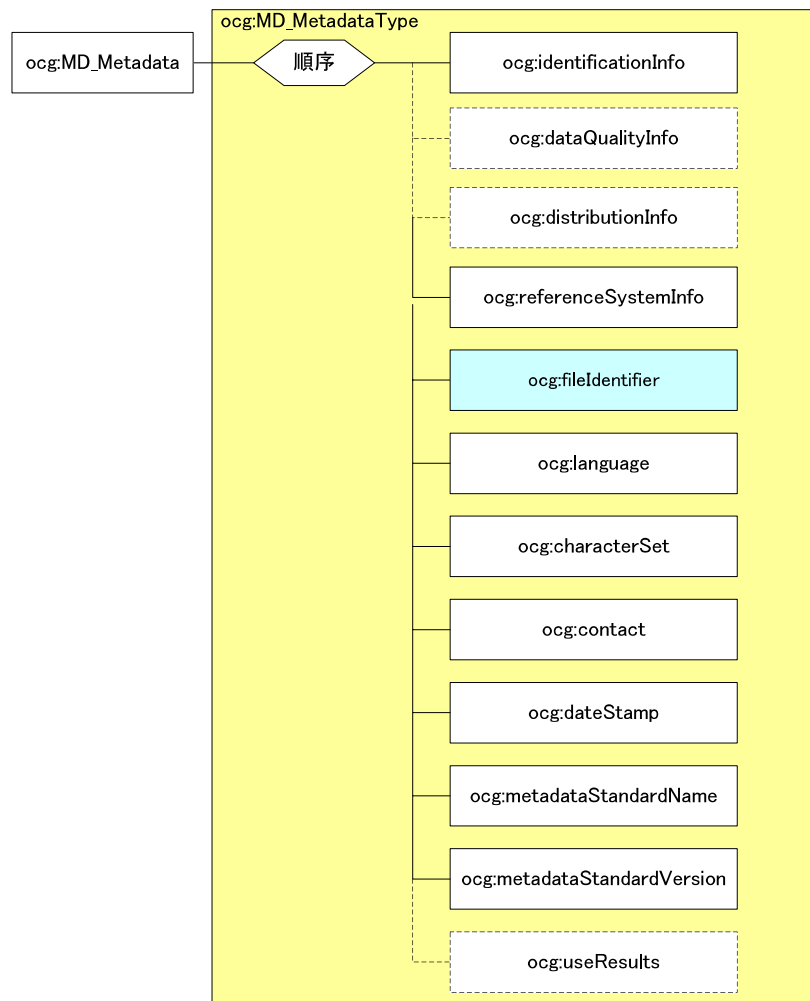 ocg:MD_MetadataType
ocg:MD_Metadata
順序
ocg:identificationInfo
ocg:dataQualityInfo
ocg:distributionInfo
ocg:referenceSystemInfo
ocg:fileIdentifier
ocg:language
ocg:characterSet
ocg:contact
ocg:dateStamp
ocg:metadataStandardName
ocg:metadataStandardVersion
ocg:useResults